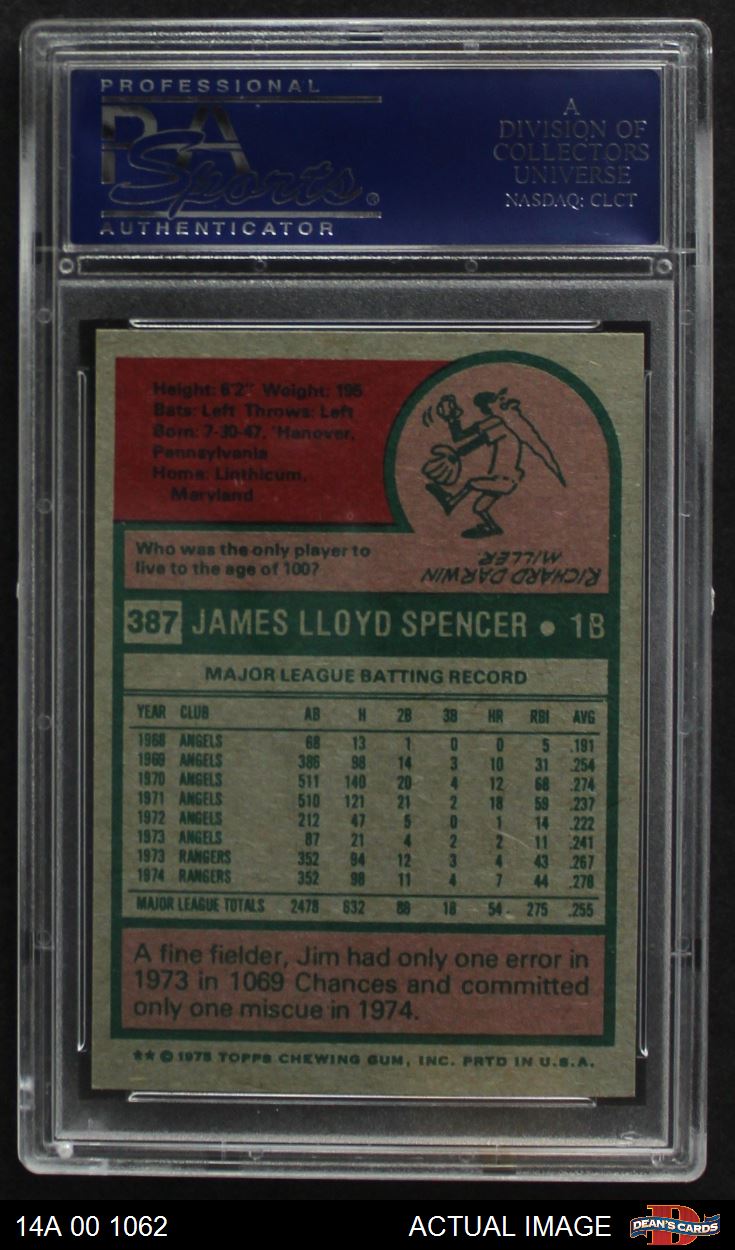 PROFESSIONAL
PSA
Sports®
AUTHENTICATOR
A
DIVISION OF
COLLECTORS
UNIVERSE
NASDAQ: CLCT
Height: 6'2" Weight: 195
Bats: Left Throws: Left
Born: 7-30-47, Hanover,
Pennsylvania
Home: Linthicum,
Maryland
Who was the only player to
live to the age of 100?
RICHARD DARWIN
MILLER.
387 JAMES LLOYD SPENCER • 1B
MAJOR LEAGUE BATTING RECORD
YEAR CLUB AB H 2B 3B HR RBI AVG
1968 ANGELS 68 13 1 0 0 5 .191
1969 ANGELS 386 98 14 3 10 31 .254
1970 ANGELS 511 140 20 4 12 68 .274
1971 ANGELS 510 121 21 2 18 59 .237
1972 ANGELS 212 47 5 0 1 14 .222
1973 ANGELS 87 21 4 2 2 11 .241
1973 RANGERS 352 94 12 3 4 43 .267
1974 RANGERS 352 98 11 4 7 44 .278
MAJOR LEAGUE TOTALS 2478 632 88 18 54 275 .255
A fine fielder, Jim had only one error in
1973 in 1069 Chances and committed
only one miscue in 1974.
** © 1975 TOPPS CHEWING GUM, INC. PRTD IN U.S.A.
14A 00 1062
ACTUAL IMAGE
D
DEAN'S CARDS